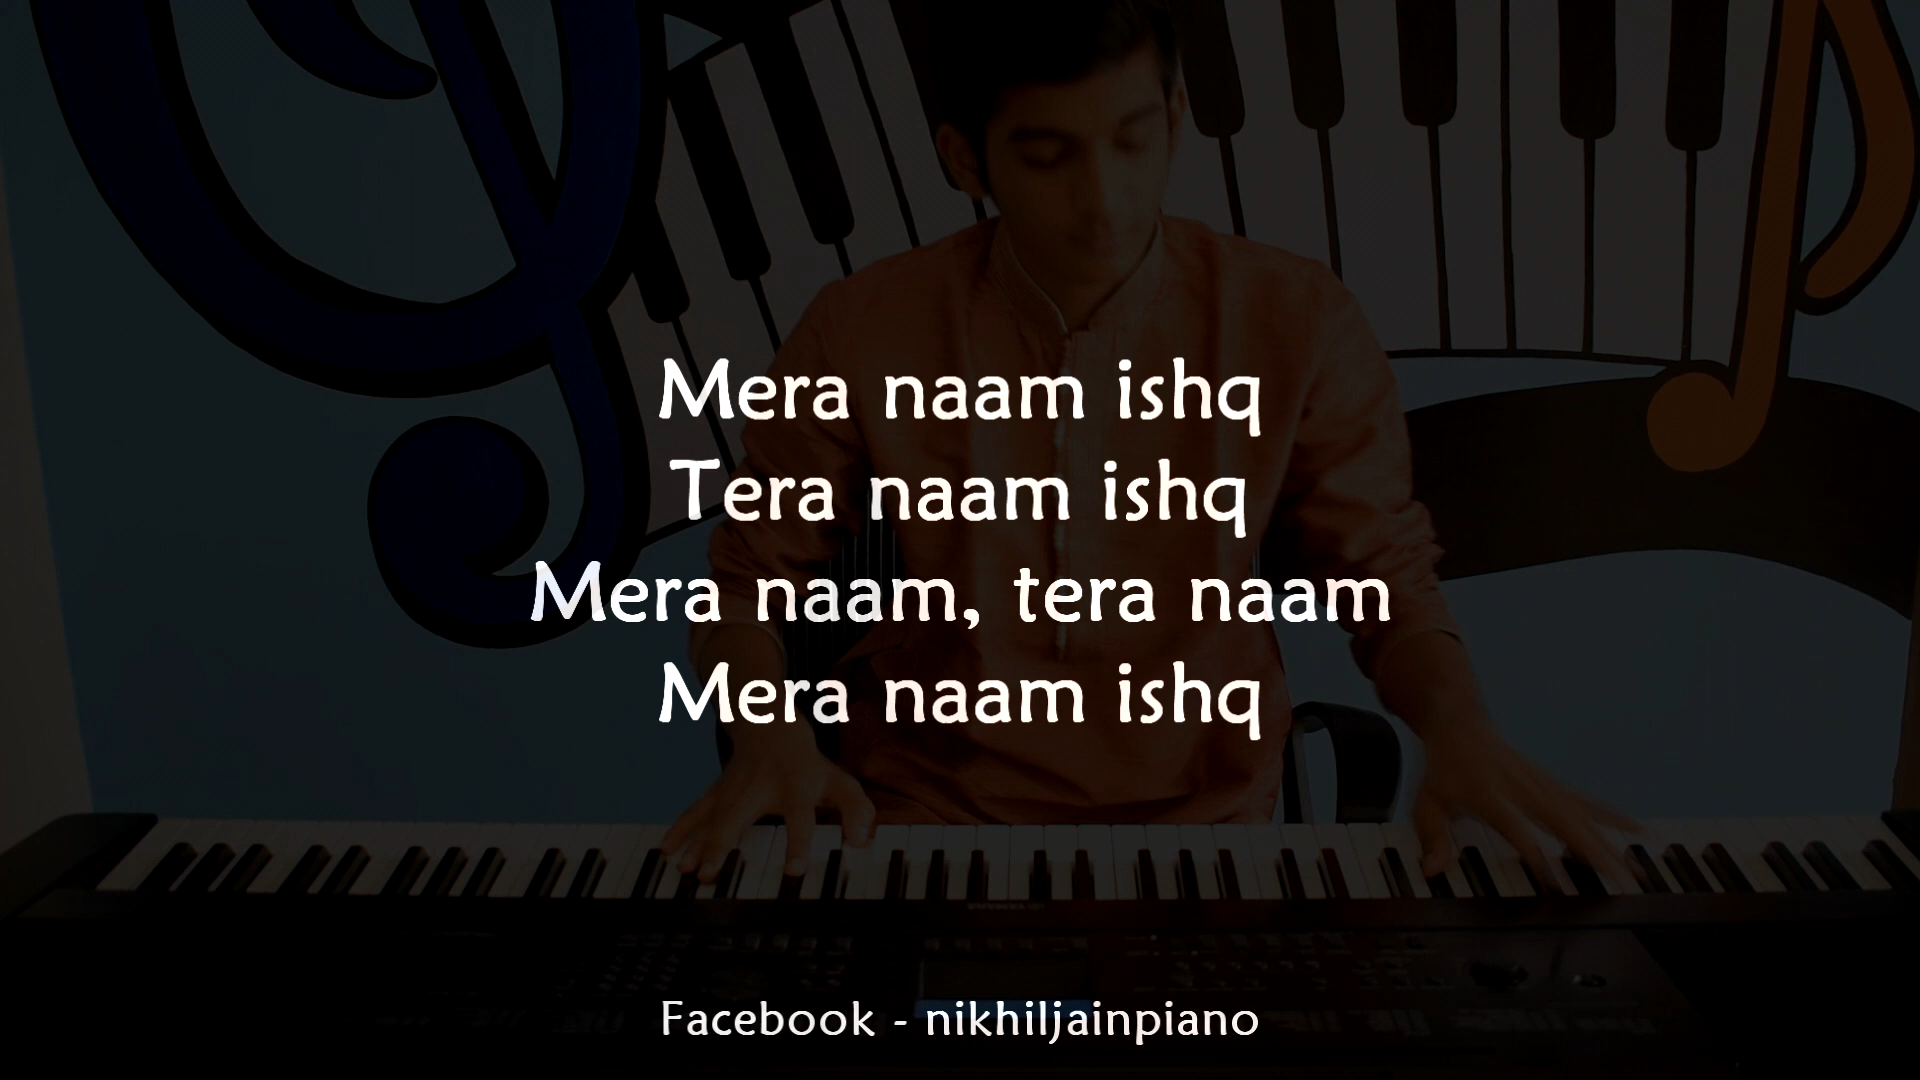 Mera naam ishq
Tera naam ishq
Mera naam, tera naam
Mera naam ishq
Facebook - nikhiljainpiano